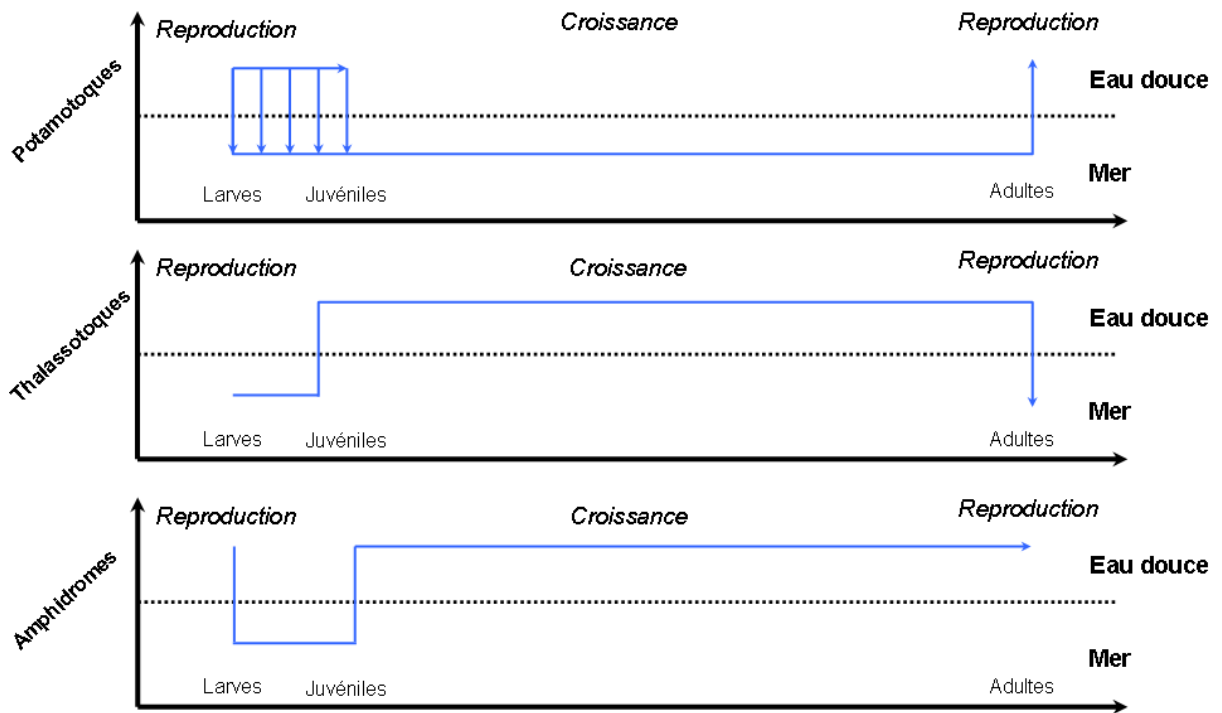 Reproduction
Croissance
Reproduction
Potamotoques
Eau douce
Mer
Larves
Juvéniles
Adultes
Reproduction
Croissance
Reproduction
Thalassotoques
Eau douce
Mer
Larves
Juvéniles
Adultes
Reproduction
Croissance
Reproduction
Amphidromes
Eau douce
Mer
Larves
Juvéniles
Adultes